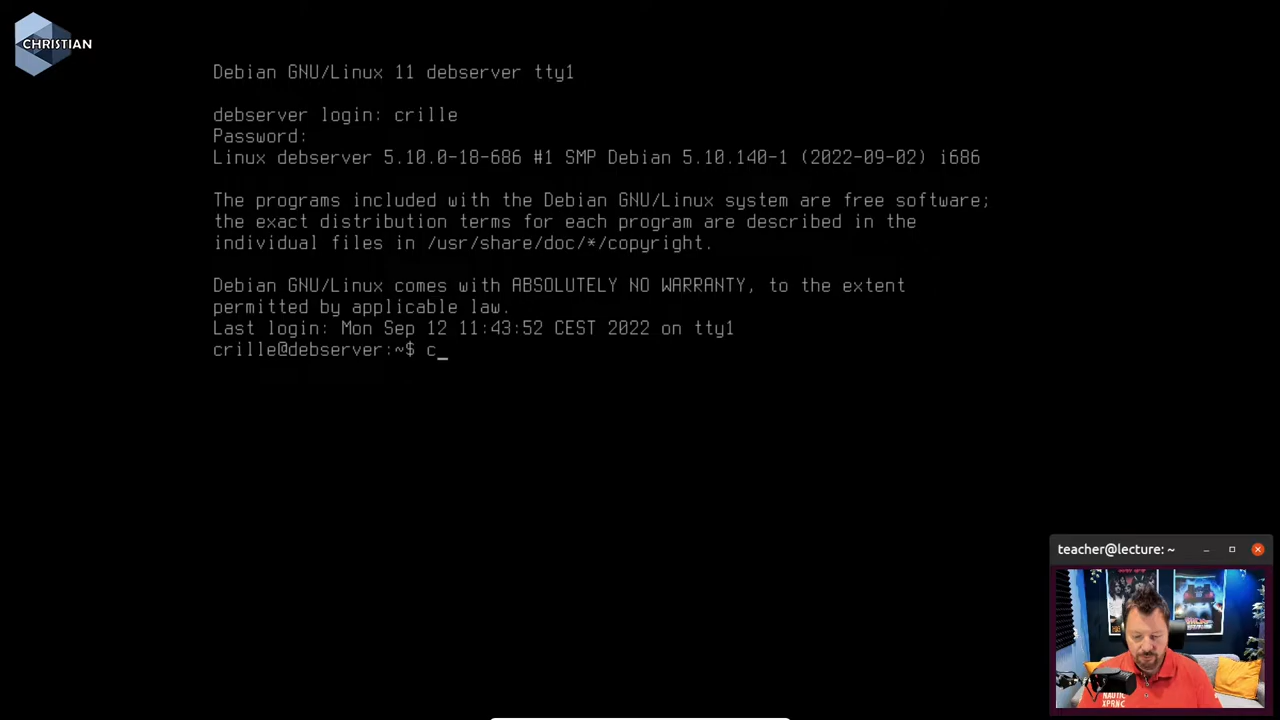 CHRISTIAN
Debian GNU/Linux 11 debserver tty1
debserver login: crille
Password:
Linux debserver 5.10.0-18-686 #1 SMP Debian 5.10.140-1 (2022-09-02) i686
The programs included with the Debian GNU/Linux system are free software;
the exact distribution terms for each program are described in the
individual files in /usr/share/doc/*/copyright.
Debian GNU/Linux comes with ABSOLUTELY NO WARRANTY, to the extent
permitted by applicable law.
Last login: Mon Sep 12 11:43:52 CEST 2022 on tty1
crille@debserver:~$ c_
teacher@lecture: ~
NAUTIC
XPRNC